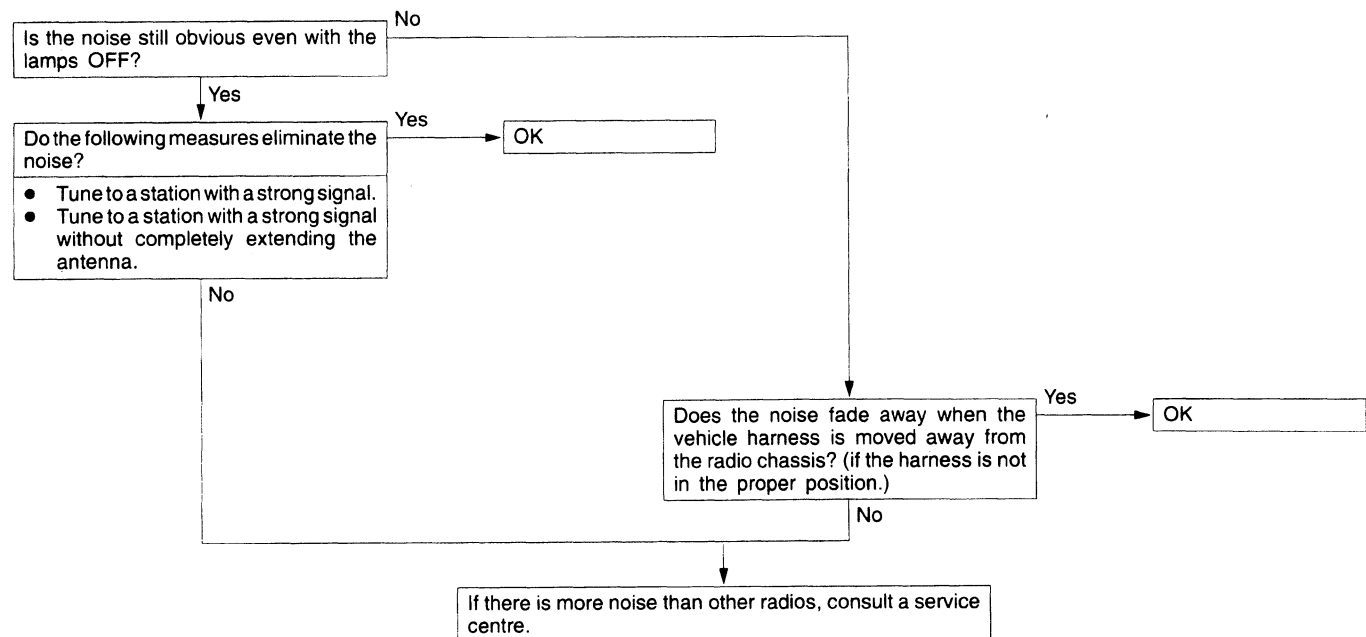 No
Is the noise still obvious even with the
lamps OFF?
Yes
Do the following measures eliminate the
noise?
Yes
OK
● Tune to a station with a strong signal.
● Tune to a station with a strong signal
without completely extending the
antenna.
No
Does the noise fade away when the
vehicle harness is moved away from
the radio chassis? (if the harness is not
in the proper position.)
Yes
OK
No
If there is more noise than other radios, consult a service
centre.